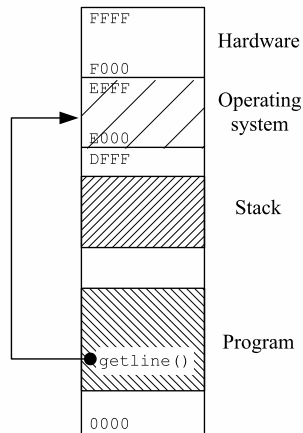 FFFF
Hardware
F000
EFFF
Operating
system
E000
DFFF
Stack
Program
getline()
0000